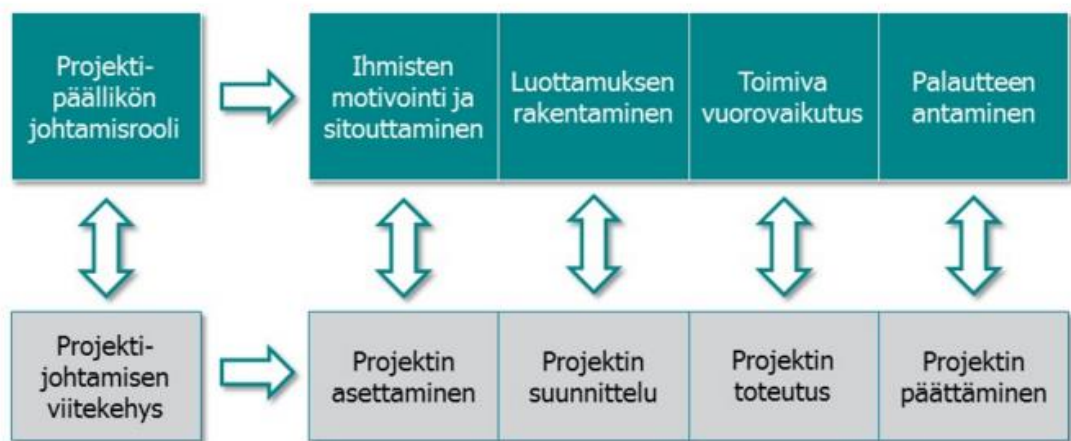 Projekti-
päällikön
johtamisrooli
Ihmisten
motivointi ja
sitouttaminen
Luottamuksen
rakentaminen
Toimiva
vuorovaikutus
Palautteen
antaminen
Projekti-
johtamisen
viitekehys
Projektin
asettaminen
Projektin
suunnittelu
Projektin
toteutus
Projektin
päättäminen